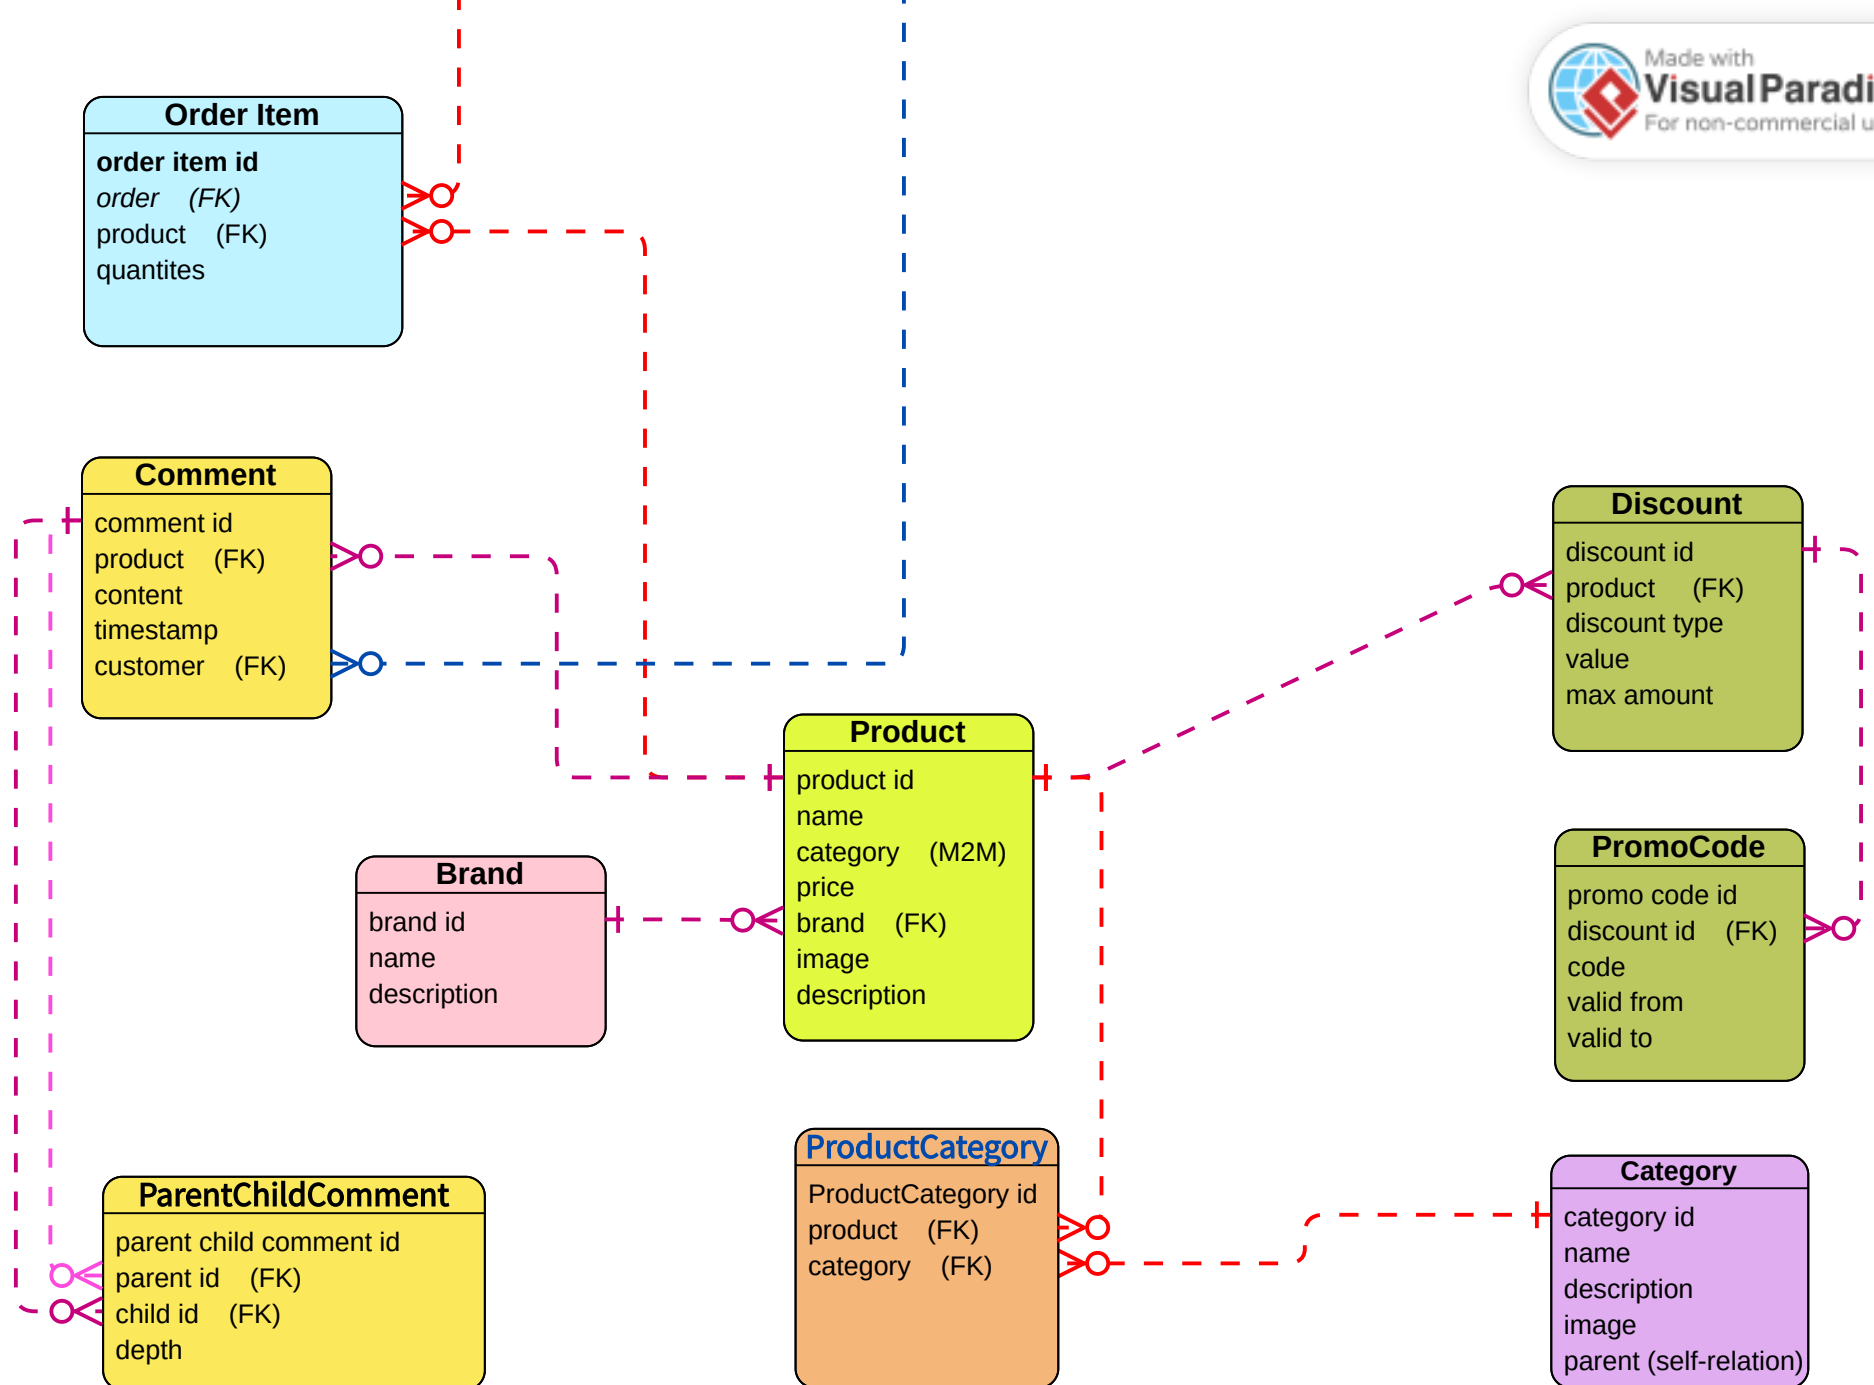 Made with
Visual Paradi
For non-commercial u
Order Item
order item id
order (FK)
product (FK)
quantites
Comment
comment id
product (FK)
content
timestamp
customer (FK)
Discount
discount id
product (FK)
discount type
value
max amount
Product
product id
name
category (M2M)
price
brand (FK)
image
description
Brand
brand id
name
description
PromoCode
promo code id
discount id (FK)
code
valid from
valid to
ParentChildComment
parent child comment id
parent id (FK)
child id (FK)
depth
ProductCategory
ProductCategory id
product (FK)
category (FK)
Category
category id
name
description
image
parent (self-relation)